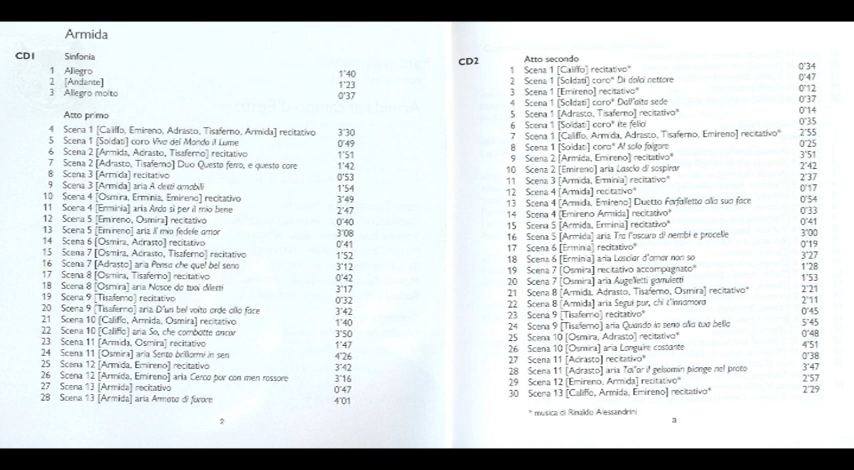 Armida
CD1 Sinfonia
1 Allegro 1'40
2 [Andante] 1'23
3 Allegro molto 0'37
Atto primo
4 Scena 1 [Califfo, Emireno, Adrasto, Tisaferno, Armida] recitativo 3'30
5 Scena 1 [Soldati] coro Viva del Mondo il Lume 0'49
6 Scena 2 [Armida, Adrasto, Tisaferno] recitativo 1'51
7 Scena 2 [Adrasto, Tisaferno] Duo Questo ferro, e questo core 1'42
8 Scena 3 [Armida] recitativo 0'53
9 Scena 3 [Armida] aria A detti amabili 1'54
10 Scena 4 [Osmira, Erminia, Emireno] recitativo 3'49
11 Scena 4 [Erminia] aria Ardo sì per il mio bene 2'47
12 Scena 5 [Emireno, Osmira] recitativo 0'40
13 Scena 5 [Emireno] aria Il mio fedele amor 3'08
14 Scena 6 [Osmira, Adrasto] recitativo 0'41
15 Scena 7 [Osmira, Adrasto, Tisaferno] recitativo 1'52
16 Scena 7 [Adrasto] aria Pensa che quel bel seno 3'12
17 Scena 8 [Osmira, Tisaferno] recitativo 0'42
18 Scena 8 [Osmira] aria Nasce da tuoi diletti 3'17
19 Scena 9 [Tisaferno] recitativo 0'32
20 Scena 9 [Tisaferno] aria D'un bel volto arde alla face 3'42
21 Scena 10 [Califfo, Armida, Osmira] recitativo 1'40
22 Scena 10 [Califfo] aria So, che combatte ancor 3'50
23 Scena 11 [Armida, Osmira] recitativo 1'47
24 Scena 11 [Osmira] aria Sento brillarmi in sen 4'26
25 Scena 12 [Armida, Emireno] recitativo 3'42
26 Scena 12 [Armida, Emireno] aria Cerca pur con men rossore 3'16
27 Scena 13 [Armida] recitativo 0'47
28 Scena 13 [Armida] aria Armata di furore 4'01
2
CD2 Atto secondo
1 Scena 1 [Califfo] recitativo* 0'34
2 Scena 1 [Soldati] coro* Di dolci nettare 0'47
3 Scena 1 [Emireno] recitativo* 0'12
4 Scena 1 [Soldati] coro* Dall'alta sede 0'37
5 Scena 1 [Armida, Adrasto, Tisaferno] recitativo* 0'14
6 Scena 1 [Soldati] coro* Ite felici 0'35
7 Scena 1 [Califfo, Armida, Adrasto, Tisaferno, Emireno] recitativo* 2'55
8 Scena 1 [Soldati] coro* Al solo folgore 0'25
9 Scena 2 [Armida, Emireno] recitativo* 3'51
10 Scena 2 [Emireno] aria Lascia di sospirar 2'42
11 Scena 3 [Armida, Erminia] recitativo* 2'37
12 Scena 4 [Armida] recitativo* 0'17
13 Scena 4 [Armida, Emireno] Duetto Farfalletta alla sua face 0'54
14 Scena 4 [Emireno Armida] recitativo* 0'33
15 Scena 5 [Armida, Erminia] recitativo* 0'41
16 Scena 5 [Armida] aria Tra l'oscuro di nembi e procelle 3'00
17 Scena 6 [Erminia] recitativo* 0'19
18 Scena 6 [Erminia] aria Lasciar d'amar non so 3'27
19 Scena 7 [Osmira] recitativo accompagnato* 1'28
20 Scena 7 [Osmira] aria Augelletti garruletti 1'53
21 Scena 8 [Armida, Adrasto, Tisaferno, Osmira] recitativo* 2'21
22 Scena 8 [Armida] aria Segui pur, chi t'innamora 2'11
23 Scena 9 [Tisaferno] recitativo* 0'45
24 Scena 9 [Tisaferno] aria Quando in seno alla tua bella 5'45
25 Scena 10 [Osmira, Adrasto] recitativo* 0'48
26 Scena 10 [Osmira] aria Languire costante 4'51
27 Scena 11 [Adrasto] recitativo* 0'38
28 Scena 11 [Adrasto] aria Tal'or il gelsomin piange nel prato 3'47
29 Scena 12 [Emireno, Armida] recitativo* 2'57
30 Scena 13 [Califfo, Armida, Emireno] recitativo* 2'29
* musica di Rinaldo Alessandrini
3